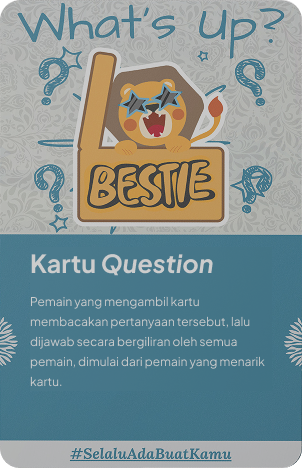 What's Up?
BESTIE
Kartu Question
Pemain yang mengambil kartu
membacakan pertanyaan tersebut, lalu
dijawab secara bergiliran oleh semua
pemain, dimulai dari pemain yang menarik
kartu.
#SelaluAdaBuatKamu